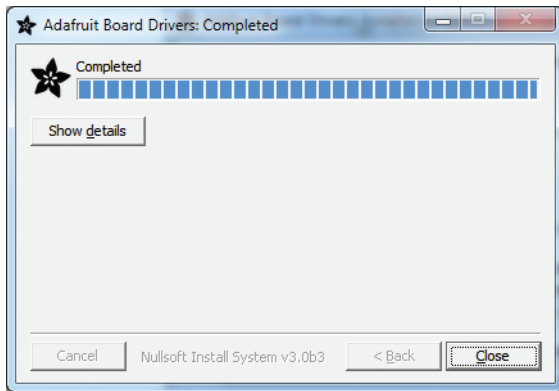 Adafruit Board Drivers: Completed
Completed
Show details
Cancel
Nullsoft Install System v3.0b3
< Back
Close